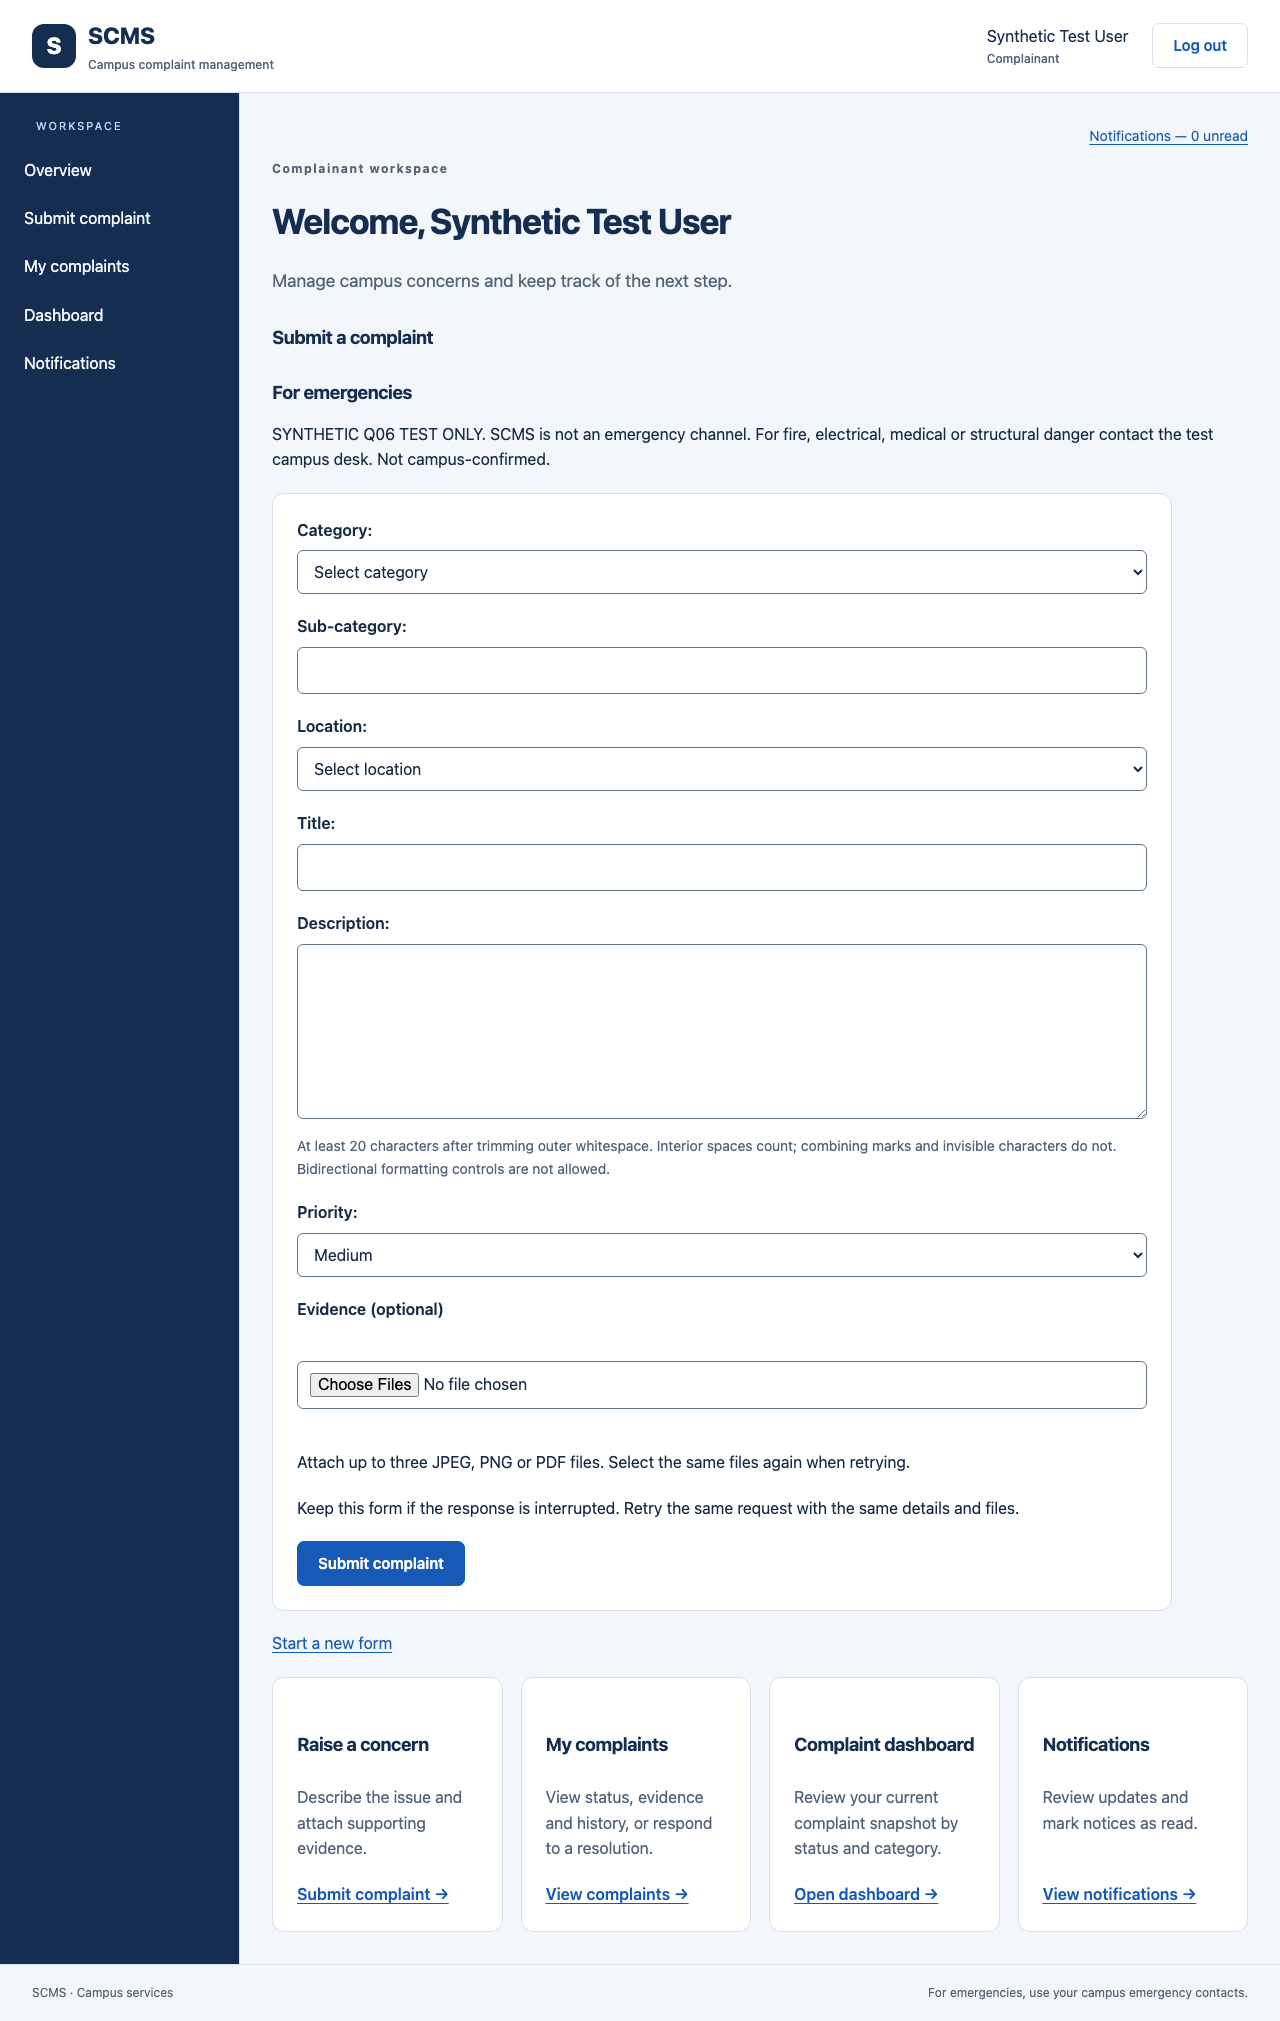 S
SCMS
Campus complaint management
Synthetic Test User
Complainant
Log out
WORKSPACE
Overview
Submit complaint
My complaints
Dashboard
Notifications
Notifications — 0 unread
Complainant workspace
Welcome, Synthetic Test User
Manage campus concerns and keep track of the next step.
Submit a complaint
For emergencies
SYNTHETIC Q06 TEST ONLY. SCMS is not an emergency channel. For fire, electrical, medical or structural danger contact the test
campus desk. Not campus-confirmed.
Category:
Select category
Sub-category:
Location:
Select location
Title:
Description:
At least 20 characters after trimming outer whitespace. Interior spaces count; combining marks and invisible characters do not.
Bidirectional formatting controls are not allowed.
Priority:
Medium
Evidence (optional)
Choose Files No file chosen
Attach up to three JPEG, PNG or PDF files. Select the same files again when retrying.
Keep this form if the response is interrupted. Retry the same request with the same details and files.
Submit complaint
Start a new form
Raise a concern
Describe the issue and
attach supporting
evidence.
Submit complaint →
My complaints
View status, evidence
and history, or respond
to a resolution.
View complaints →
Complaint dashboard
Review your current
complaint snapshot by
status and category.
Open dashboard →
Notifications
Review updates and
mark notices as read.
View notifications →
SCMS · Campus services
For emergencies, use your campus emergency contacts.